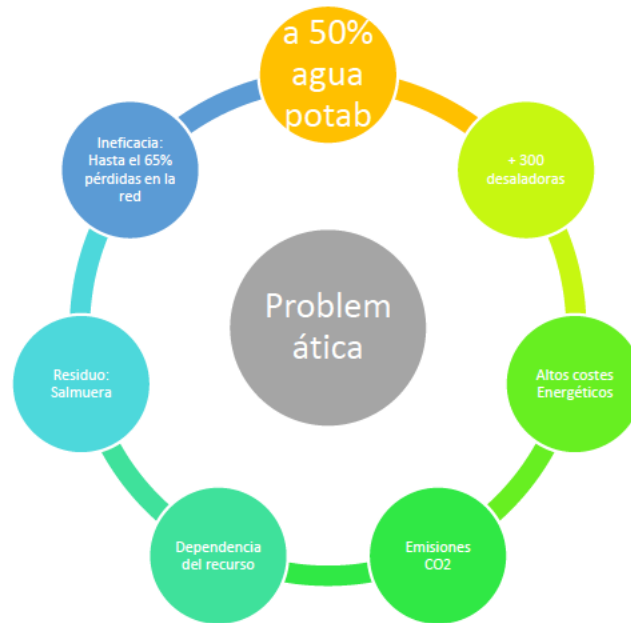 a 50%
agua
potab
+ 300
desaladoras
Altos costes
Energéticos
Emisiones
CO2
Dependencia
del recurso
Residuo:
Salmuera
Ineficacia:
Hasta el 65%
pérdidas en la
red
Problem
ática